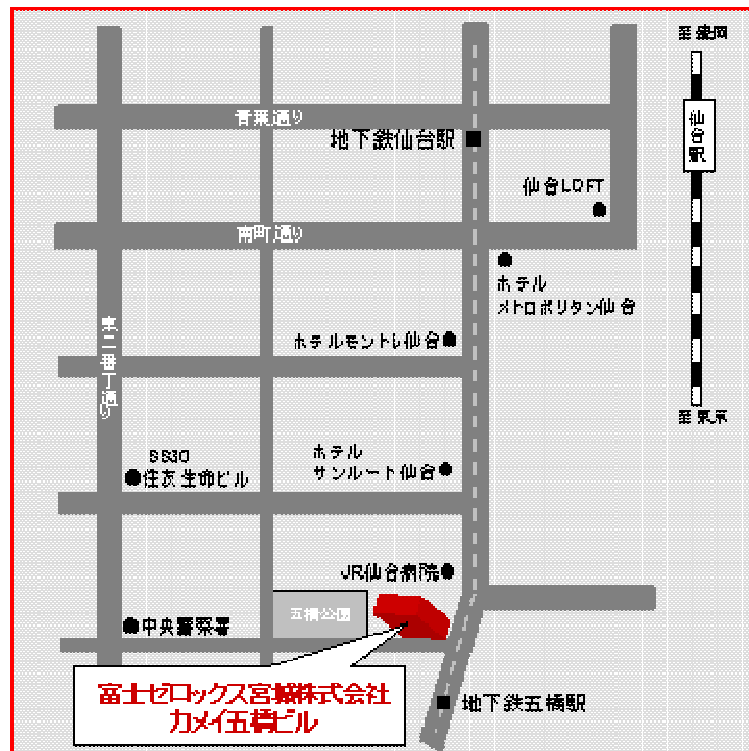 至 盛岡
青葉通り
地下鉄仙台駅
仙台駅
仙台LOFT
南町通り
ホテル
メトロポリタン仙台
東二番丁通り
ホテルモントレ仙台
至 東京
SS30
住友生命ビル
ホテル
サンルート仙台
JR仙台病院
五橋公園
中央警察署
富士ゼロックス宮城株式会社
カメイ五橋ビル
地下鉄五橋駅